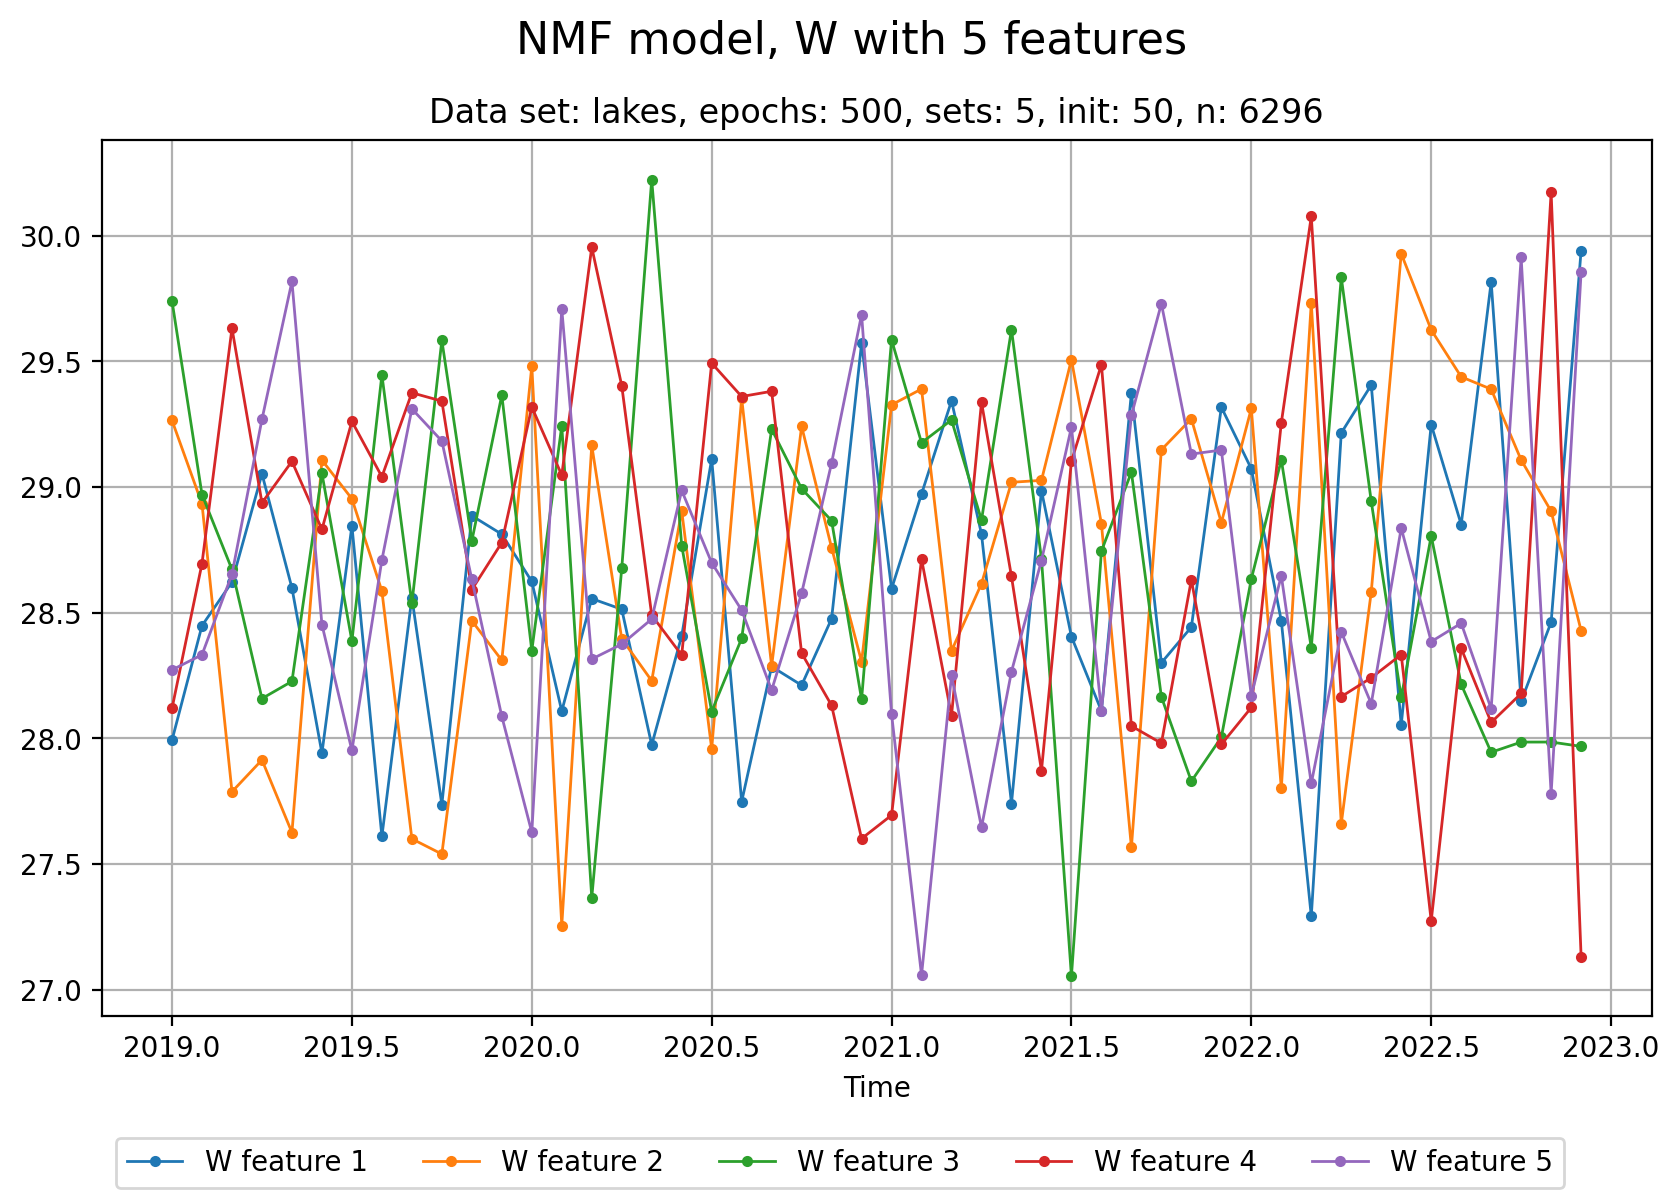 NMF model, W with 5 features
Data set: lakes, epochs: 500, sets: 5, init: 50, n: 6296
30.0
29.5
29.0
28.5
28.0
27.5
27.0
2019.0 2019.5 2020.0 2020.5 2021.0 2021.5 2022.0 2022.5 2023.0
Time
W feature 1 W feature 2 W feature 3 W feature 4 W feature 5